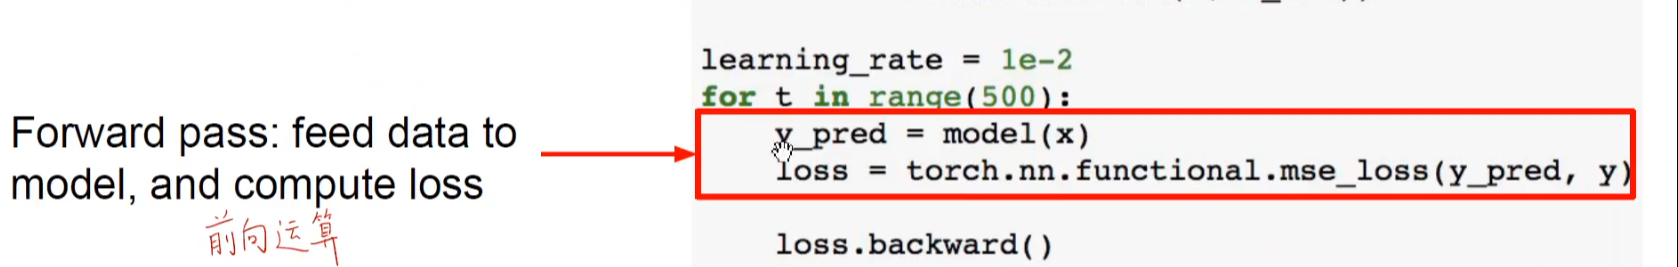 learning_rate = 1e-2
for t in range(500):
y_pred = model(x)
loss = torch.nn.functional.mse_loss(y_pred, y)
loss.backward()
Forward pass: feed data to
model, and compute loss
前向运算